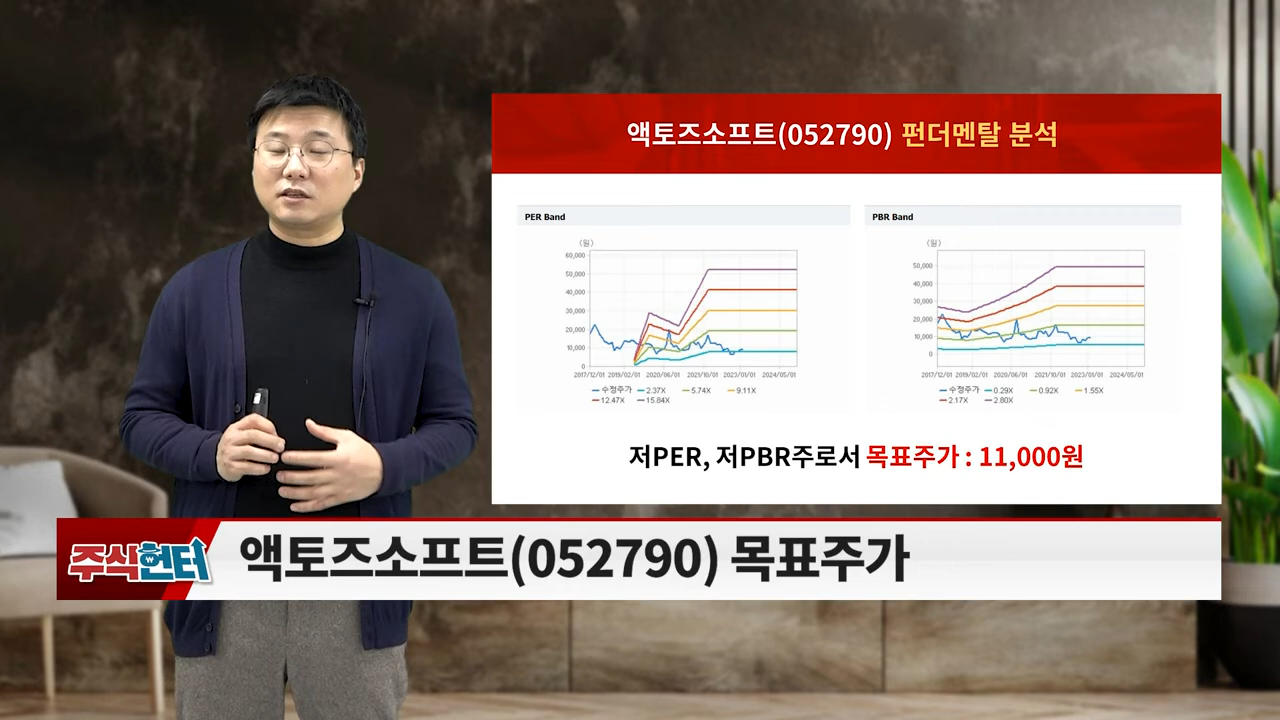 액토즈소프트(052790) 펀더멘탈 분석
PER Band
(원)
60,000
50,000
40,000
30,000
20,000
10,000
0
2017/12/01 2019/02/01 2020/06/01 2021/10/01 2023/01/01 2024/05/01
수정주가 2.37X 5.74X 9.11X
12.47X 15.84X
PBR Band
(원)
50,000
40,000
30,000
20,000
10,000
0
2017/12/01 2019/02/01 2020/06/01 2021/10/01 2023/01/01 2024/05/01
수정주가 0.29X 0.92X 1.55X
2.17X 2.80X
저PER, 저PBR주로서 목표주가 : 11,000원
주식헌터
액토즈소프트(052790) 목표주가